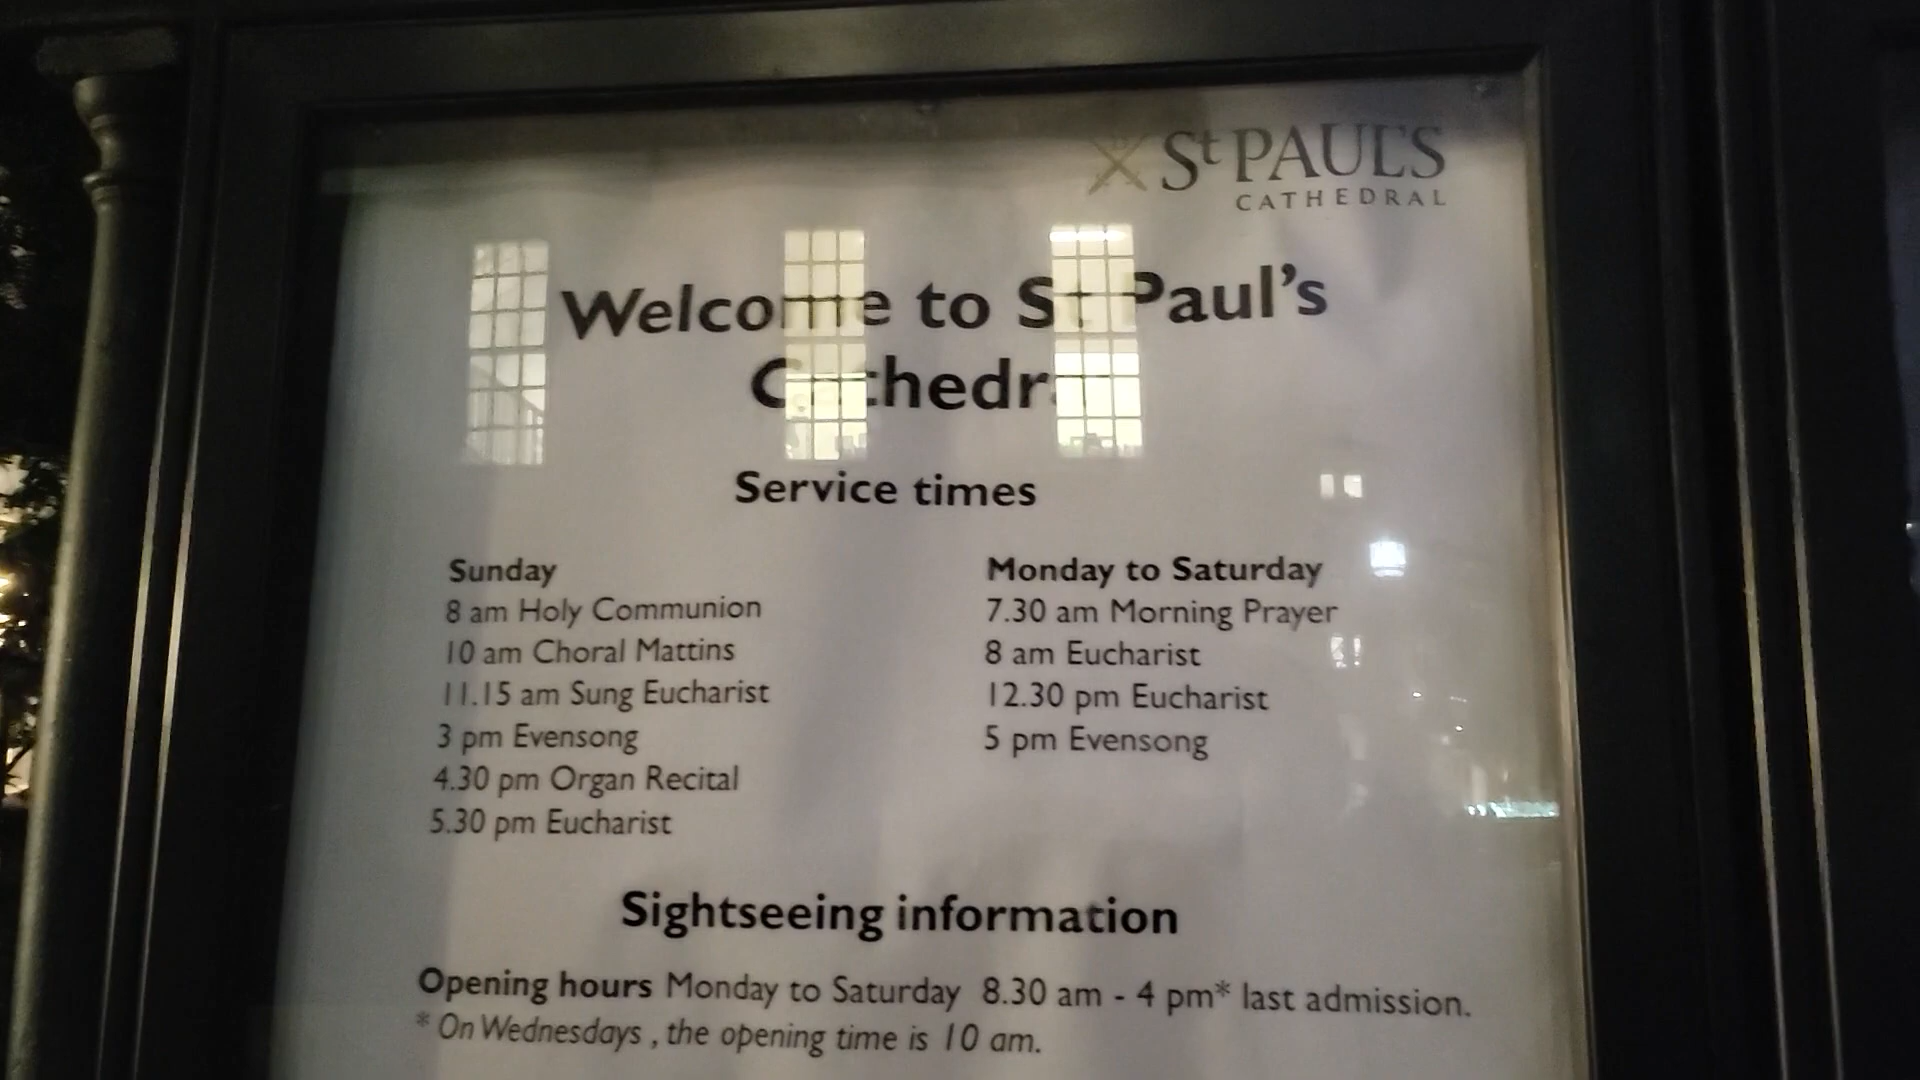 St PAUL'S
CATHEDRAL
Welcome to St Paul's
Cathedral
Service times
Sunday
8 am Holy Communion
10 am Choral Mattins
11.15 am Sung Eucharist
3 pm Evensong
4.30 pm Organ Recital
5.30 pm Eucharist
Monday to Saturday
7.30 am Morning Prayer
8 am Eucharist
12.30 pm Eucharist
5 pm Evensong
Sightseeing information
Opening hours Monday to Saturday 8.30 am - 4 pm* last admission.
* On Wednesdays , the opening time is 10 am.